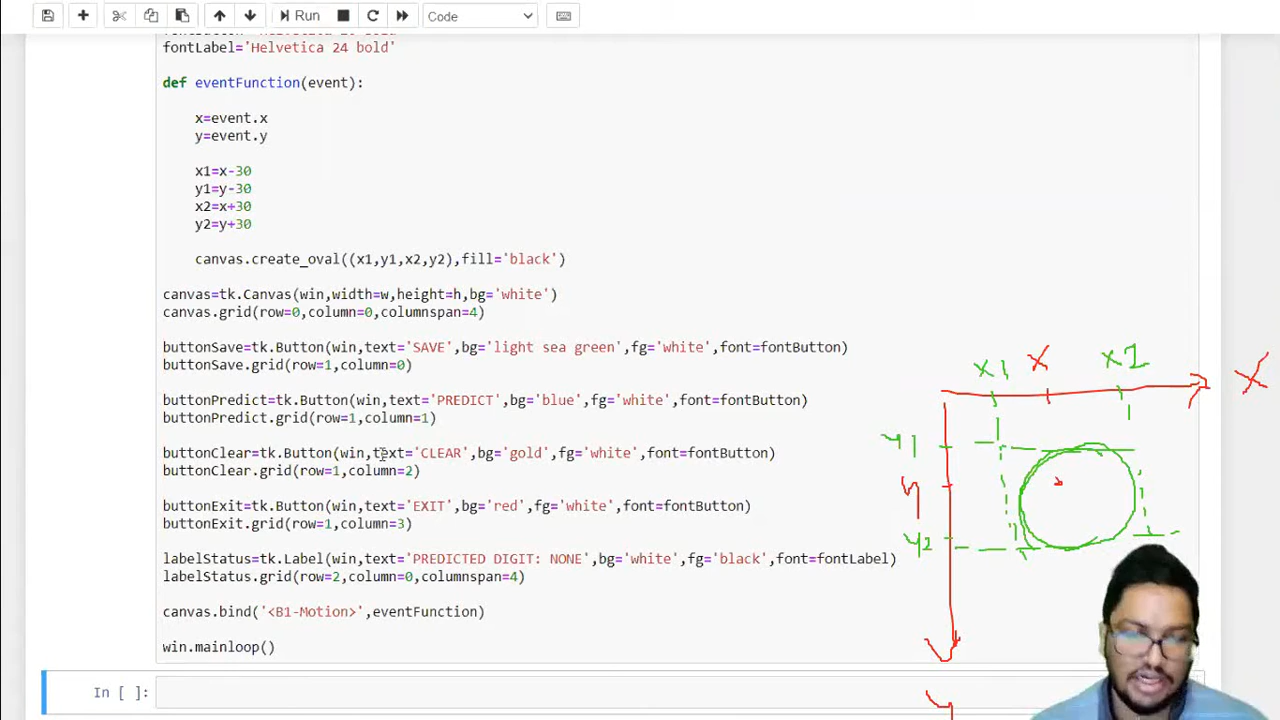 Run
Code
fontLabel='Helvetica 24 bold'
def eventFunction(event):
x=event.x
y=event.y
x1=x-30
y1=y-30
x2=x+30
y2=y+30
canvas.create_oval((x1,y1,x2,y2),fill='black')
canvas=tk.Canvas(win,width=w,height=h,bg='white')
canvas.grid(row=0,column=0,columnspan=4)
buttonSave=tk.Button(win,text='SAVE',bg='light sea green',fg='white',font=fontButton)
buttonSave.grid(row=1,column=0)
buttonPredict=tk.Button(win,text='PREDICT',bg='blue',fg='white',font=fontButton)
buttonPredict.grid(row=1,column=1)
buttonClear=tk.Button(win,text='CLEAR',bg='gold',fg='white',font=fontButton)
buttonClear.grid(row=1,column=2)
buttonExit=tk.Button(win,text='EXIT',bg='red',fg='white',font=fontButton)
buttonExit.grid(row=1,column=3)
labelStatus=tk.Label(win,text='PREDICTED DIGIT: NONE',bg='white',fg='black',font=fontLabel)
labelStatus.grid(row=2,column=0,columnspan=4)
canvas.bind('<B1-Motion>',eventFunction)
win.mainloop()
In [ ]:
x1 x x2
X
y1
y
y2
y